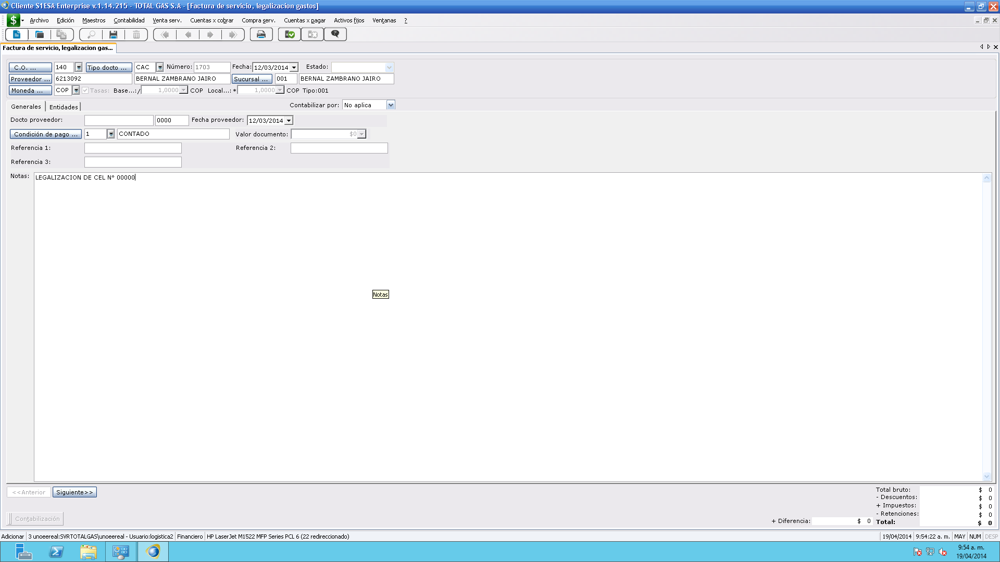 Cliente S1ESA Enterprise v.1.14.215 - TOTAL GAS S.A - [Factura de servicio, legalizacion gastos]
$ Archivo Edición Maestros Contabilidad Venta serv. Cuentas x cobrar Compra serv. Cuentas x pagar Activos fijos Ventanas ?
Factura de servicio, legalizacion gas...
C.O. ... 140 Tipo docto ... CAC Número: 1703 Fecha: 12/03/2014 Estado:
Proveedor ... 6213092 BERNAL ZAMBRANO JAIRO Sucursal ... 001 BERNAL ZAMBRANO JAIRO
Moneda ... COP Tasas: Base...:/ 1,0000 COP Local...: * 1,0000 COP Tipo:001
Generales Entidades Contabilizar por: No aplica
Docto proveedor: 0000 Fecha proveedor: 12/03/2014
Condición de pago ... 1 CONTADO Valor documento: $0
Referencia 1: Referencia 2:
Referencia 3:
Notas: LEGALIZACION DE CEL N° 00000
Notas
<<Anterior Siguiente>>
Total bruto: $ 0
- Descuentos: $ 0
+ Impuestos: $ 0
- Retenciones: $ 0
Contabilización + Diferencia: $ 0 Total: $ 0
Adicionar 3 unoeereal:SVRTOTALGAS\unoeereal - Usuario:logistica2 Financiero HP LaserJet M1522 MFP Series PCL 6 (22 redireccionado) 19/04/2014 9:54:22 a. m. MAY NUM DESP
9:54 a. m.
19/04/2014